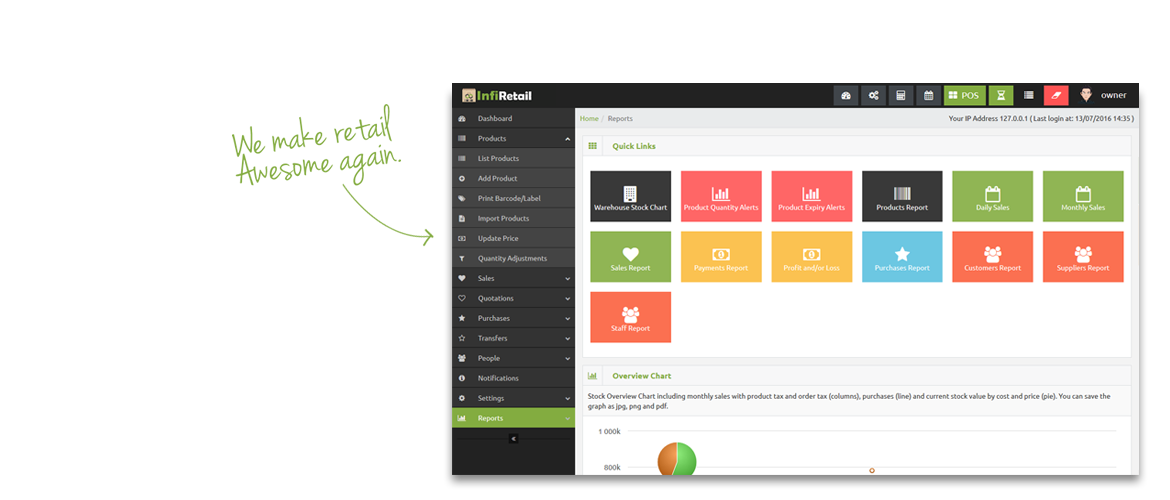 We make retail
Awesome again.
InfiRetail
POS
owner
Home / Reports
Your IP Address 127.0.0.1 ( Last login at: 13/07/2016 14:35 )
Dashboard
Products
List Products
Add Product
Print Barcode/Label
Import Products
Update Price
Quantity Adjustments
Sales
Quotations
Purchases
Transfers
People
Notifications
Settings
Reports
Quick Links
Warehouse Stock Chart
Product Quantity Alerts
Product Expiry Alerts
Products Report
Daily Sales
Monthly Sales
Sales Report
Payments Report
Profit and/or Loss
Purchases Report
Customers Report
Suppliers Report
Staff Report
Overview Chart
Stock Overview Chart including monthly sales with product tax and order tax (columns), purchases (line) and current stock value by cost and price (pie). You can save the
graph as jpg, png and pdf.
1 000k
800k